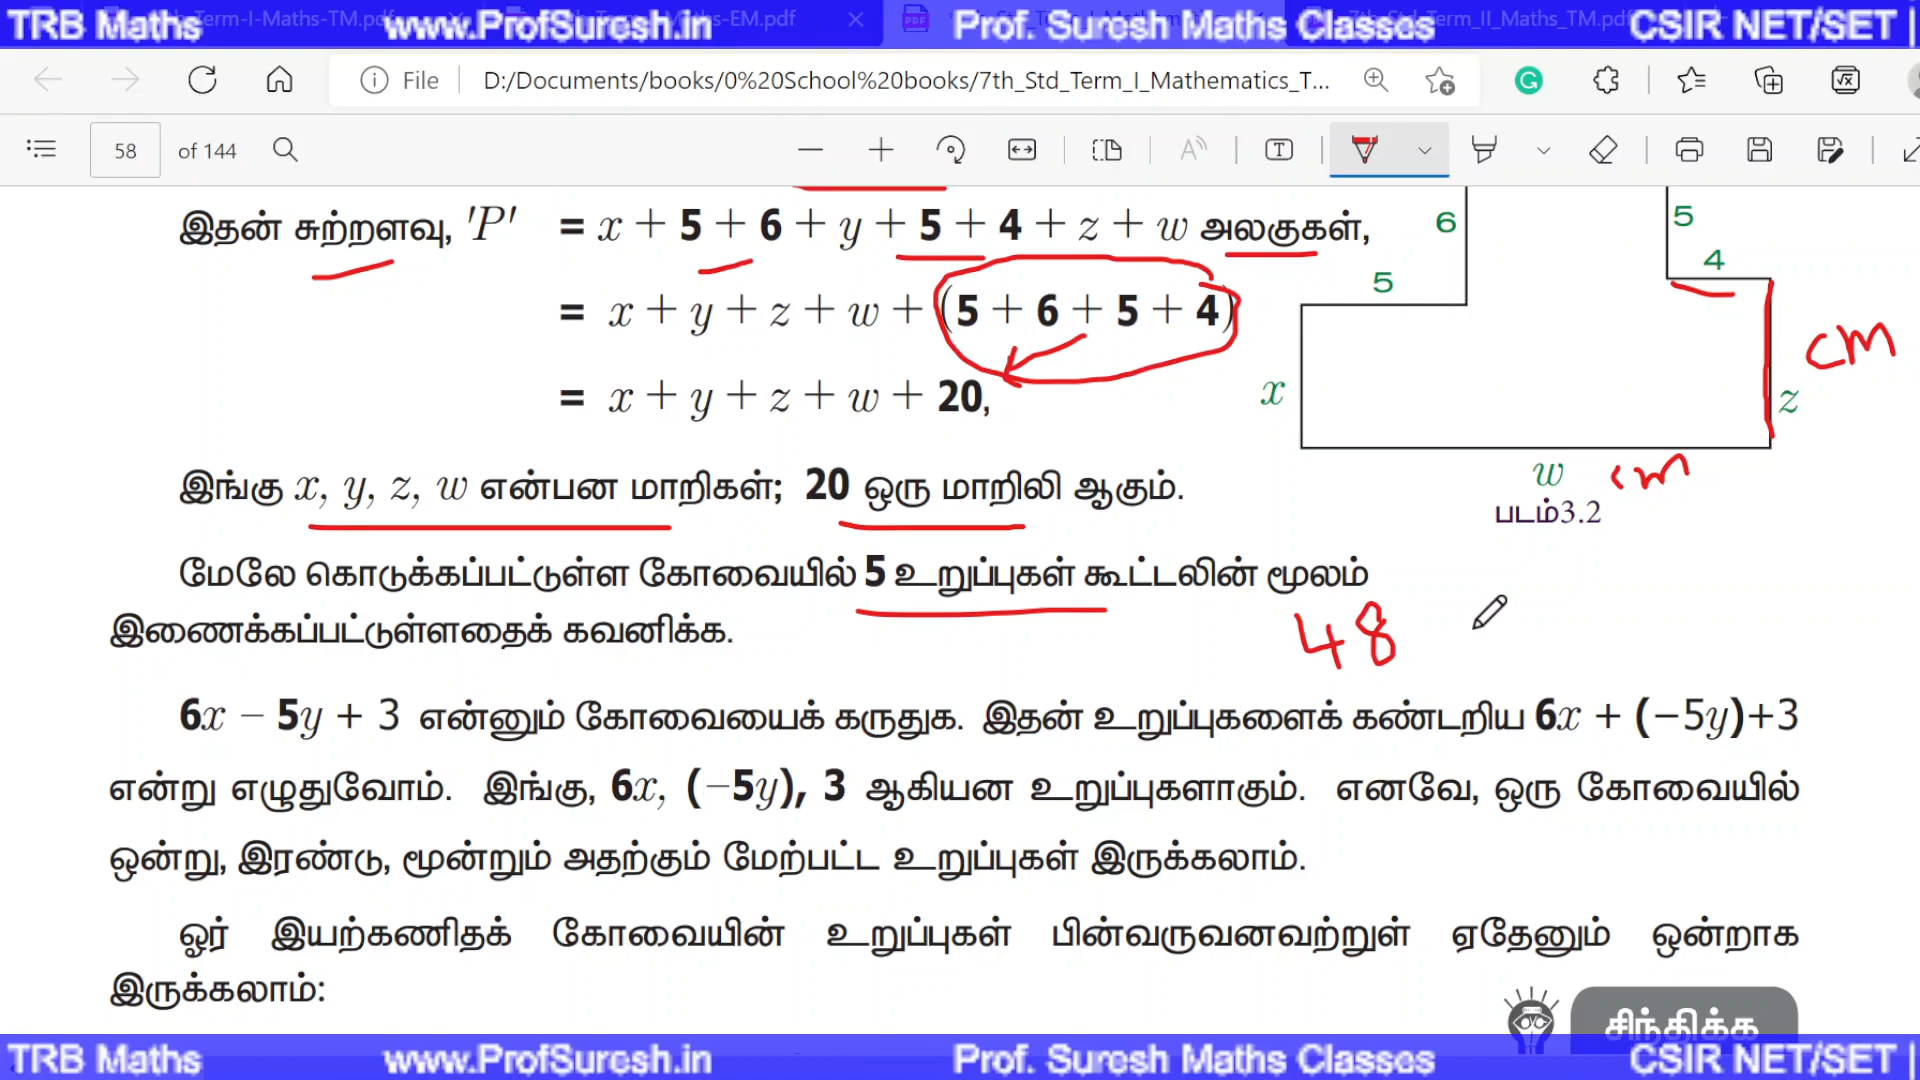 TRB Maths www.ProfSuresh.in Prof. Suresh Maths Classes CSIR NET/SET |
File D:/Documents/books/0%20School%20books/7th_Std_Term_I_Mathematics_T...
58 of 144
இதன் சுற்றளவு, 'P' = x + 5 + 6 + y + 5 + 4 + z + w அலகுகள்,
= x + y + z + w + (5 + 6 + 5 + 4)
= x + y + z + w + 20,
6
5
5
4
x
z
cm
w cm
படம்3.2
இங்கு x, y, z, w என்பன மாறிகள்; 20 ஒரு மாறிலி ஆகும்.
மேலே கொடுக்கப்பட்டுள்ள கோவையில் 5 உறுப்புகள் கூட்டலின் மூலம்
இணைக்கப்பட்டுள்ளதைக் கவனிக்க.
48
6x – 5y + 3 என்னும் கோவையைக் கருதுக. இதன் உறுப்புகளைக் கண்டறிய 6x + (–5y)+3
என்று எழுதுவோம். இங்கு, 6x, (–5y), 3 ஆகியன உறுப்புகளாகும். எனவே, ஒரு கோவையில்
ஒன்று, இரண்டு, மூன்றும் அதற்கும் மேற்பட்ட உறுப்புகள் இருக்கலாம்.
ஓர் இயற்கணிதக் கோவையின் உறுப்புகள் பின்வருவனவற்றுள் ஏதேனும் ஒன்றாக
இருக்கலாம்:
சிந்திக்க
TRB Maths www.ProfSuresh.in Prof. Suresh Maths Classes CSIR NET/SET |